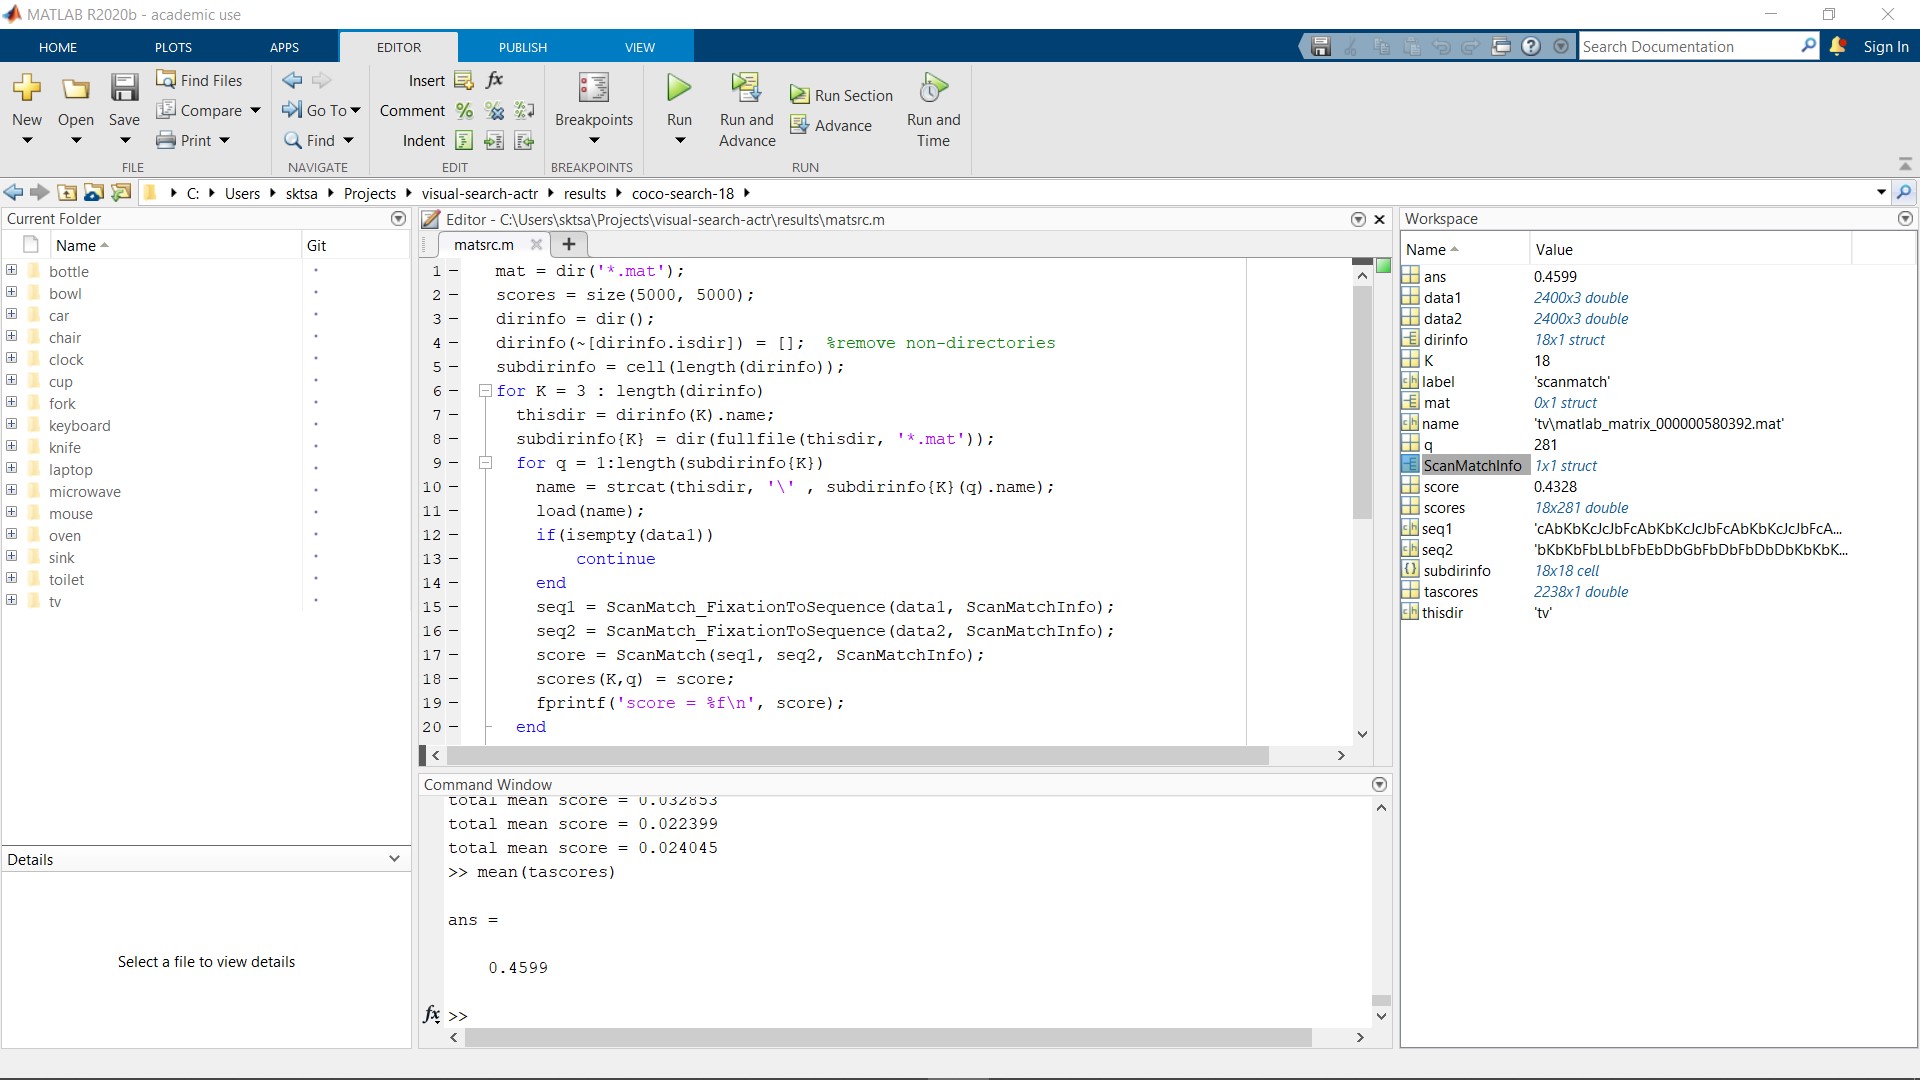 MATLAB R2020b - academic use
HOME PLOTS APPS EDITOR PUBLISH VIEW Search Documentation Sign In
New Open Save Find Files Compare Print FILE
Go To Find NAVIGATE
Insert fx Comment Indent EDIT
Breakpoints BREAKPOINTS
Run Run and Advance Run Section Advance Run and Time RUN
C: Users sktsa Projects visual-search-actr results coco-search-18
Current Folder
Name Git
bottle
bowl
car
chair
clock
cup
fork
keyboard
knife
laptop
microwave
mouse
oven
sink
toilet
tv
Details
Select a file to view details
Editor - C:\Users\sktsa\Projects\visual-search-actr\results\matsrc.m
matsrc.m
1 mat = dir('*.mat');
2 scores = size(5000, 5000);
3 dirinfo = dir();
4 dirinfo(~[dirinfo.isdir]) = []; %remove non-directories
5 subdirinfo = cell(length(dirinfo));
6 for K = 3 : length(dirinfo)
7 thisdir = dirinfo(K).name;
8 subdirinfo{K} = dir(fullfile(thisdir, '*.mat'));
9 for q = 1:length(subdirinfo{K})
10 name = strcat(thisdir, '\' , subdirinfo{K}(q).name);
11 load(name);
12 if(isempty(data1))
13 continue
14 end
15 seq1 = ScanMatch_FixationToSequence(data1, ScanMatchInfo);
16 seq2 = ScanMatch_FixationToSequence(data2, ScanMatchInfo);
17 score = ScanMatch(seq1, seq2, ScanMatchInfo);
18 scores(K,q) = score;
19 fprintf('score = %f\n', score);
20 end
Command Window
total mean score = 0.032853
total mean score = 0.022399
total mean score = 0.024045
>> mean(tascores)
ans =
0.4599
fx >>
Workspace
Name Value
ans 0.4599
data1 2400x3 double
data2 2400x3 double
dirinfo 18x1 struct
K 18
label 'scanmatch'
mat 0x1 struct
name 'tv\matlab_matrix_000000580392.mat'
q 281
ScanMatchInfo 1x1 struct
score 0.4328
scores 18x281 double
seq1 'cAbKbKcJcJbFcAbKbKcJcJbFcAbKbKcJcJbFcA...
seq2 'bKbKbFbLbLbFbEbDbGbFbDbFbDbDbKbKbK...
subdirinfo 18x18 cell
tascores 2238x1 double
thisdir 'tv'